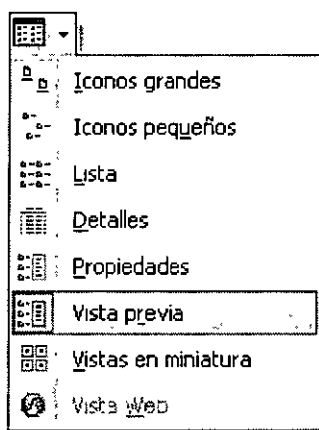 Iconos grandes
Iconos pequeños
Lista
Detalles
Propiedades
Vista previa
Vistas en miniatura
Vista Web